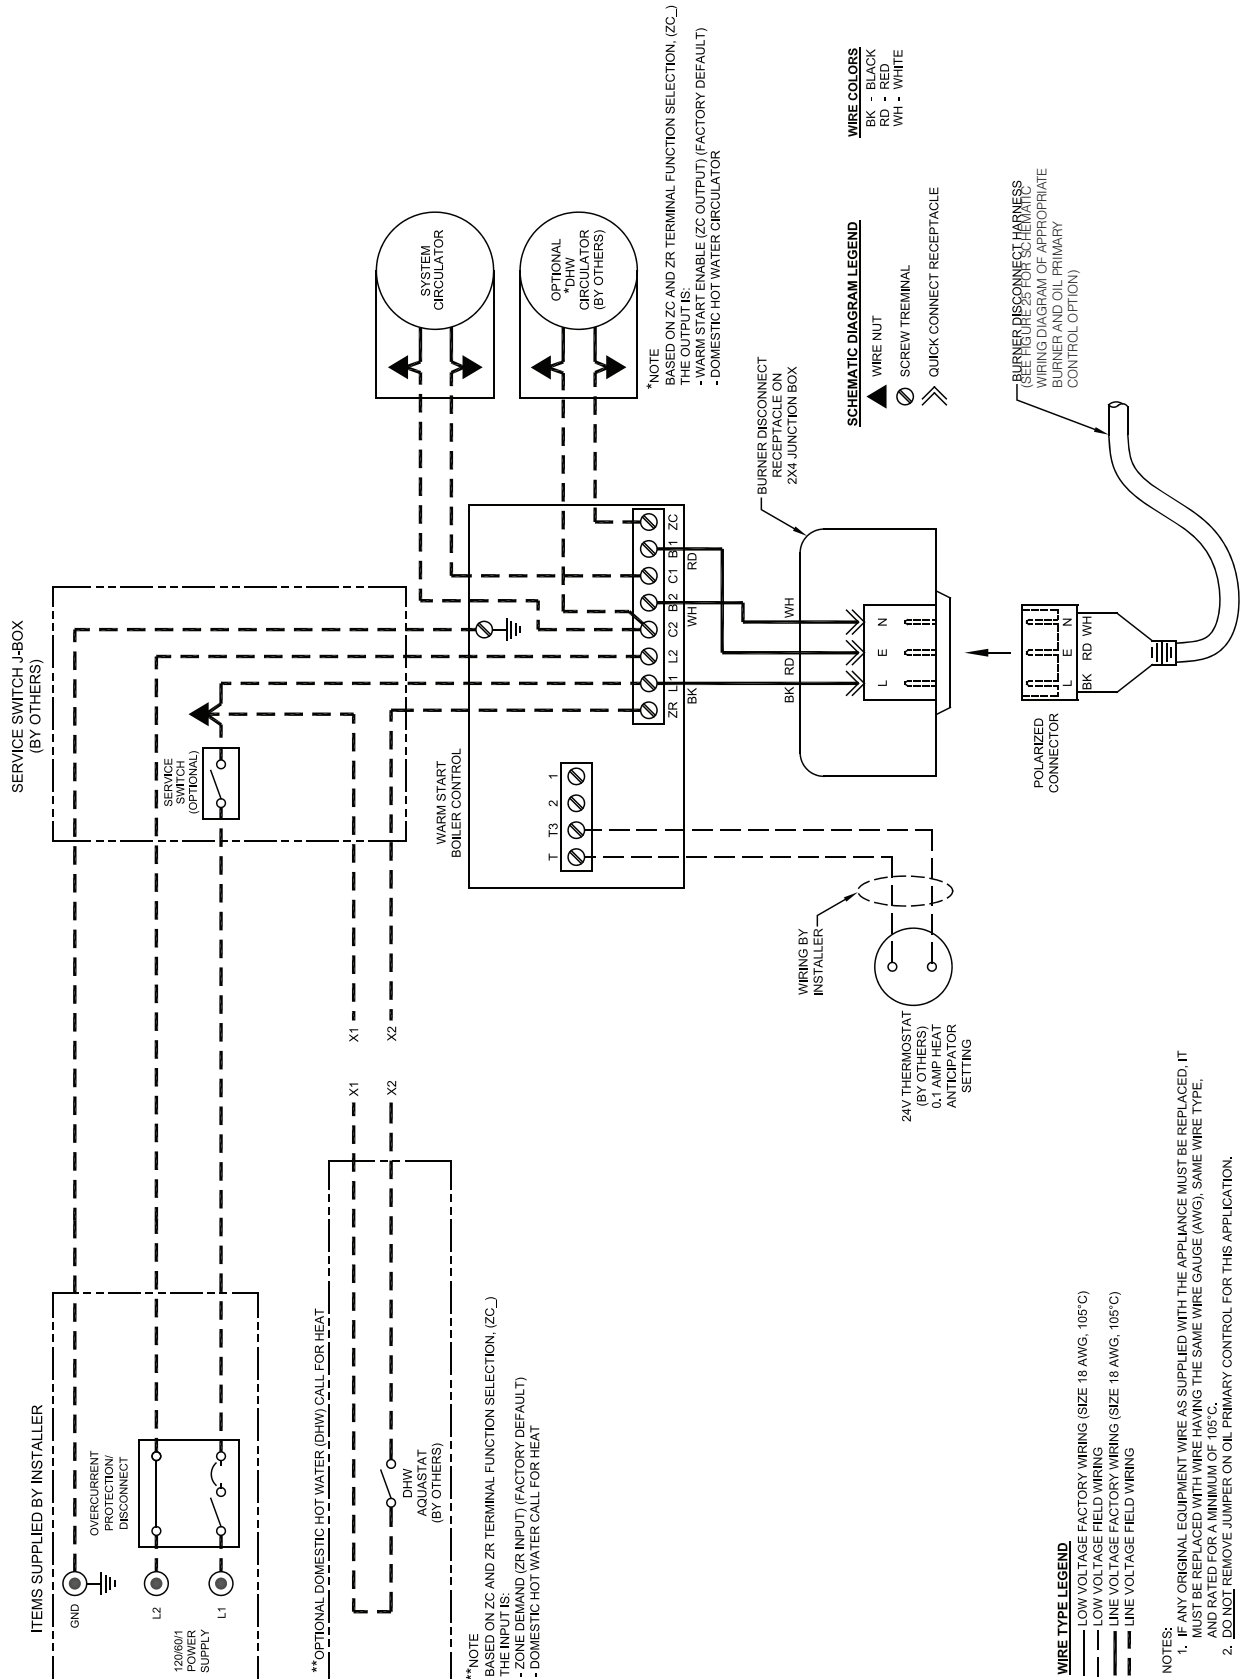 ITEMS SUPPLIED BY INSTALLER
GND
L2
L1
120/60/1
POWER
SUPPLY
OVERCURRENT
PROTECTION/
DISCONNECT
SERVICE SWITCH J-BOX
(BY OTHERS)
SERVICE
SWITCH
(OPTIONAL)
**OPTIONAL DOMESTIC HOT WATER (DHW) CALL FOR HEAT
X1
X1
X2
X2
DHW
AQUASTAT
(BY OTHERS)
**NOTE
BASED ON ZC AND ZR TERMINAL FUNCTION SELECTION, (ZC_)
THE INPUT IS:
- ZONE DEMAND (ZR INPUT) (FACTORY DEFAULT)
- DOMESTIC HOT WATER CALL FOR HEAT
WARM START
BOILER CONTROL
T T3 2 1
ZR L1 L2 C2 B2 C1 B1 ZC
BK WH RD
SYSTEM
CIRCULATOR
OPTIONAL
*DHW
CIRCULATOR
(BY OTHERS)
*NOTE
BASED ON ZC AND ZR TERMINAL FUNCTION SELECTION, (ZC_)
THE OUTPUT IS:
- WARM START ENABLE (ZC OUTPUT) (FACTORY DEFAULT)
- DOMESTIC HOT WATER CIRCULATOR
BURNER DISCONNECT
RECEPTACLE ON
2X4 JUNCTION BOX
BK RD WH
L E N
WIRING BY
INSTALLER
24V THERMOSTAT
(BY OTHERS)
0.1 AMP HEAT
ANTICIPATOR
SETTING
WIRE COLORS
BK - BLACK
RD - RED
WH - WHITE
SCHEMATIC DIAGRAM LEGEND
WIRE NUT
SCREW TREMINAL
QUICK CONNECT RECEPTACLE
POLARIZED
CONNECTOR
L E N
BK RD WH
BURNER DISCONNECT HARNESS
(SEE FIGURE 25 FOR SCHEMATIC
WIRING DIAGRAM OF APPROPRIATE
BURNER AND OIL PRIMARY
CONTROL OPTION)
WIRE TYPE LEGEND
LOW VOLTAGE FACTORY WIRING (SIZE 18 AWG, 105°C)
LOW VOLTAGE FIELD WIRING
LINE VOLTAGE FACTORY WIRING (SIZE 18 AWG, 105°C)
LINE VOLTAGE FIELD WIRING
NOTES:
1. IF ANY ORIGINAL EQUIPMENT WIRE AS SUPPLIED WITH THE APPLIANCE MUST BE REPLACED, IT
MUST BE REPLACED WITH WIRE HAVING THE SAME WIRE GAUGE (AWG), SAME WIRE TYPE,
AND RATED FOR A MINIMUM OF 105°C.
2. DO NOT REMOVE JUMPER ON OIL PRIMARY CONTROL FOR THIS APPLICATION.